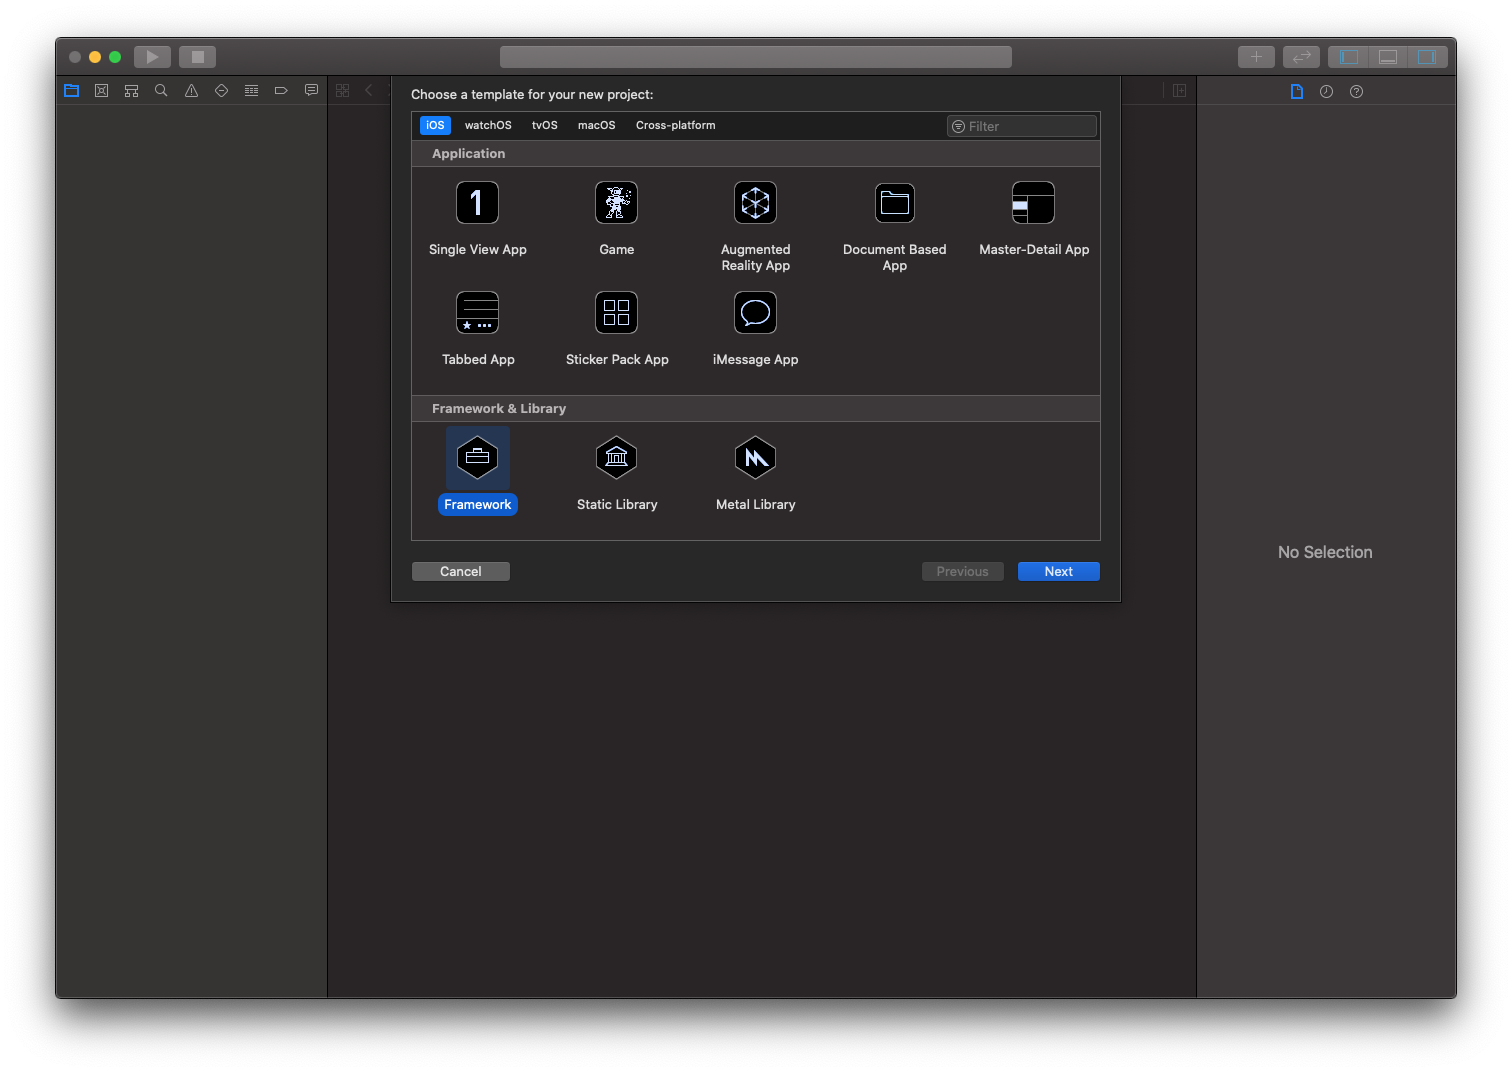 Choose a template for your new project:
iOS watchOS tvOS macOS Cross-platform Filter
Application
1
Single View App
Game
Augmented
Reality App
Document Based
App
Master-Detail App
Tabbed App
Sticker Pack App
iMessage App
Framework & Library
Framework
Static Library
Metal Library
Cancel
Previous
Next
No Selection